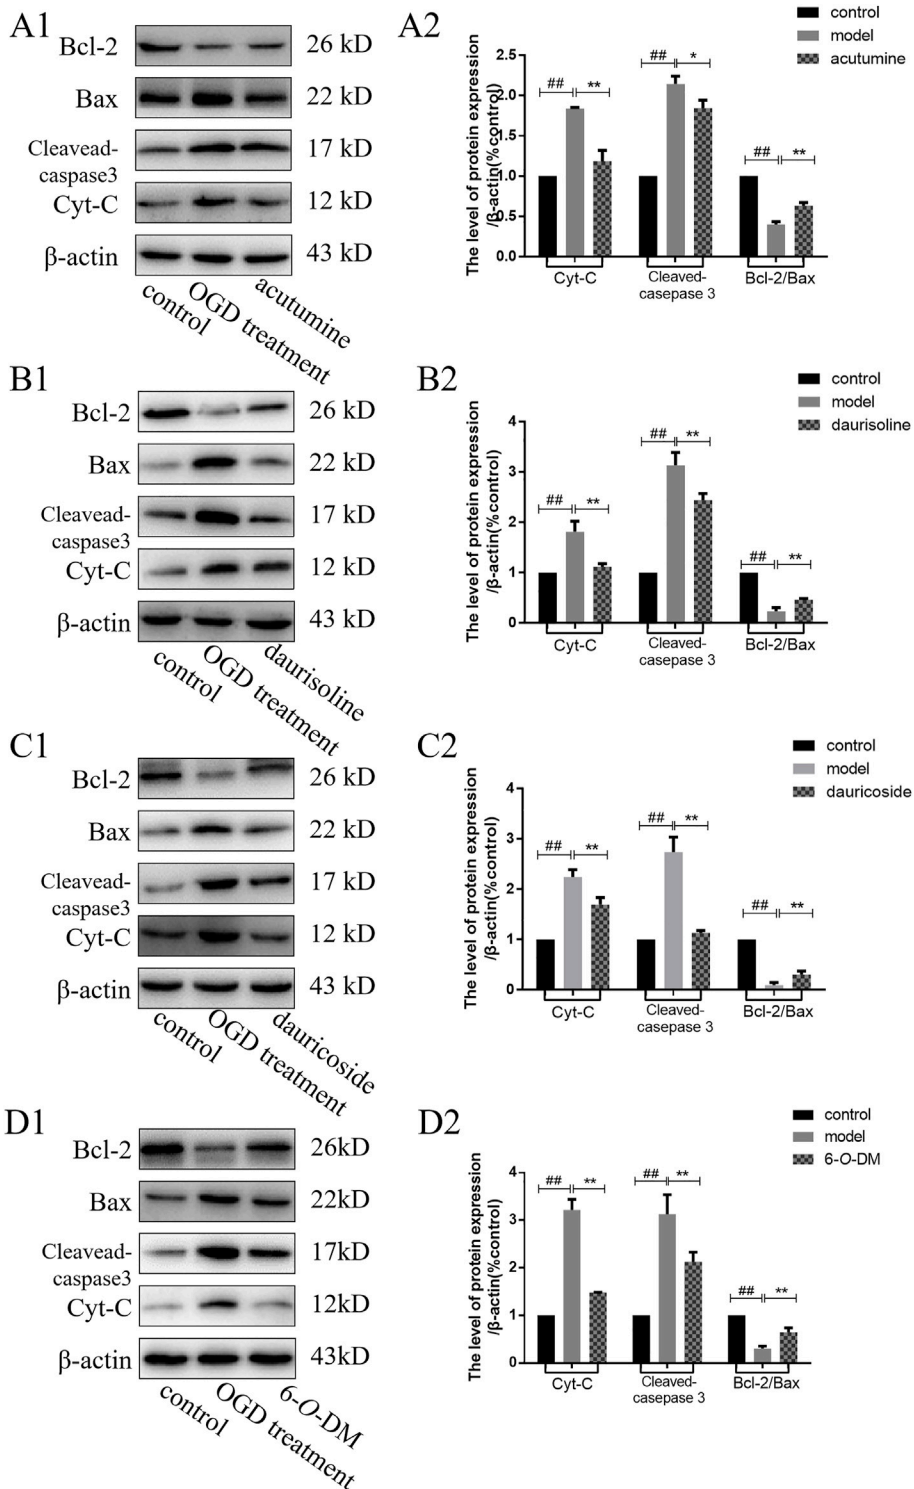 A1
Bcl-2
26 kD
Bax
22 kD
Cleavead-
caspase3
17 kD
Cyt-C
12 kD
β-actin
43 kD
control
OGD treatment
acutumine
A2
control
model
acutumine
The level of protein expression
/β-actin(%control)
2.5
2.0
1.5
1.0
0.5
0.0
##
**
##
*
##
**
Cyt-C
Cleaved-
casepase 3
Bcl-2/Bax
B1
Bcl-2
26 kD
Bax
22 kD
Cleavead-
caspase3
17 kD
Cyt-C
12 kD
β-actin
43 kD
control
OGD treatment
daurisoline
B2
control
model
daurisoline
The level of protein expression
/β-actin(%control)
4
3
2
1
0
##
**
##
**
##
**
Cyt-C
Cleaved-
casepase 3
Bcl-2/Bax
C1
Bcl-2
26 kD
Bax
22 kD
Cleavead-
caspase3
17 kD
Cyt-C
12 kD
β-actin
43 kD
control
OGD treatment
dauricoside
C2
control
model
dauricoside
The level of protein expression
/β-actin(%control)
4
3
2
1
0
##
**
##
**
##
**
Cyt-C
Cleaved-
casepase 3
Bcl-2/Bax
D1
Bcl-2
26kD
Bax
22kD
Cleavead-
caspase3
17kD
Cyt-C
12kD
β-actin
43kD
control
OGD treatment
6-O-DM
D2
control
model
6-O-DM
The level of protein expression
/β-actin(%control)
4
3
2
1
0
##
**
##
**
##
**
Cyt-C
Cleaved-
casepase 3
Bcl-2/Bax